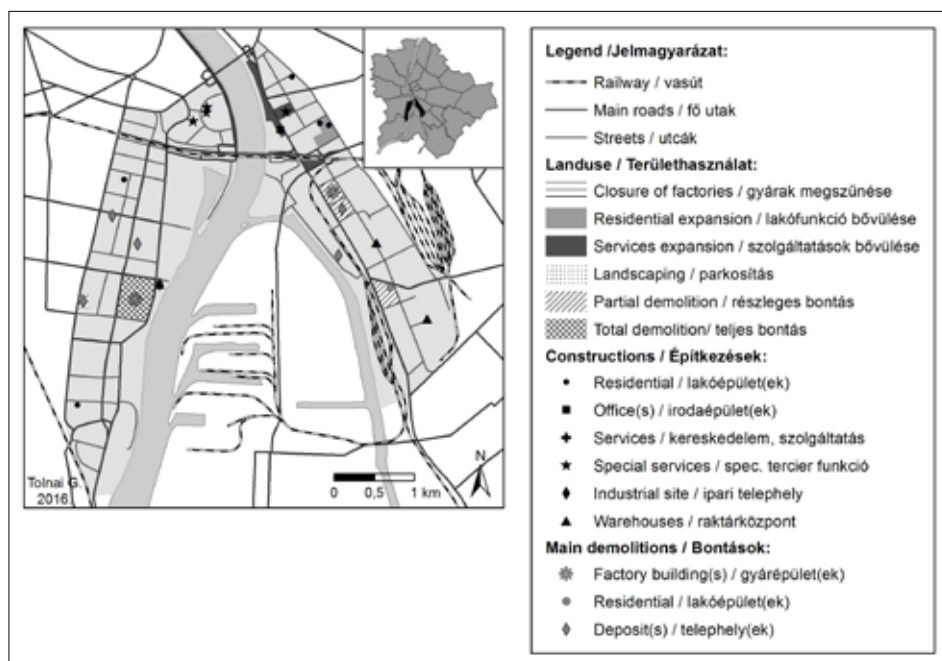 Legend /Jelmagyarázat:
Railway / vasút
Main roads / fő utak
Streets / utcák
Landuse / Területhasználat:
Closure of factories / gyárak megszűnése
Residential expansion / lakófunkció bővülése
Services expansion / szolgáltatások bővülése
Landscaping / parkosítás
Partial demolition / részleges bontás
Total demolition/ teljes bontás
Constructions / Építkezések:
Residential / lakóépület(ek)
Office(s) / irodaépület(ek)
Services / kereskedelem, szolgáltatás
Special services / spec. tercier funkció
Industrial site / ipari telephely
Warehouses / raktárközpont
Main demolitions / Bontások:
Factory building(s) / gyárépület(ek)
Residential / lakóépület(ek)
Deposit(s) / telephely(ek)
Tolnai G.
2016
0 0,5 1 km
N